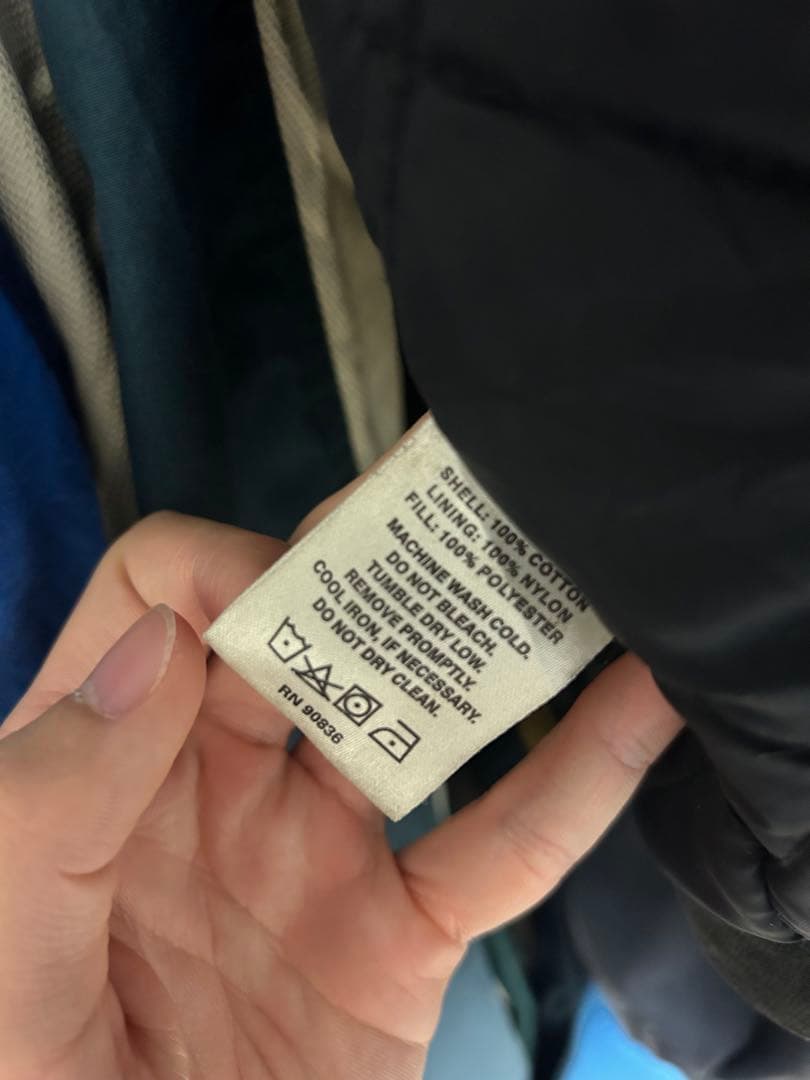 SHELL: 100% COTTON
LINING: 100% NYLON
FILL: 100% POLYESTER
MACHINE WASH COLD.
DO NOT BLEACH.
TUMBLE DRY LOW.
REMOVE PROMPTLY.
COOL IRON, IF NECESSARY.
DO NOT DRY CLEAN.
RN 90836